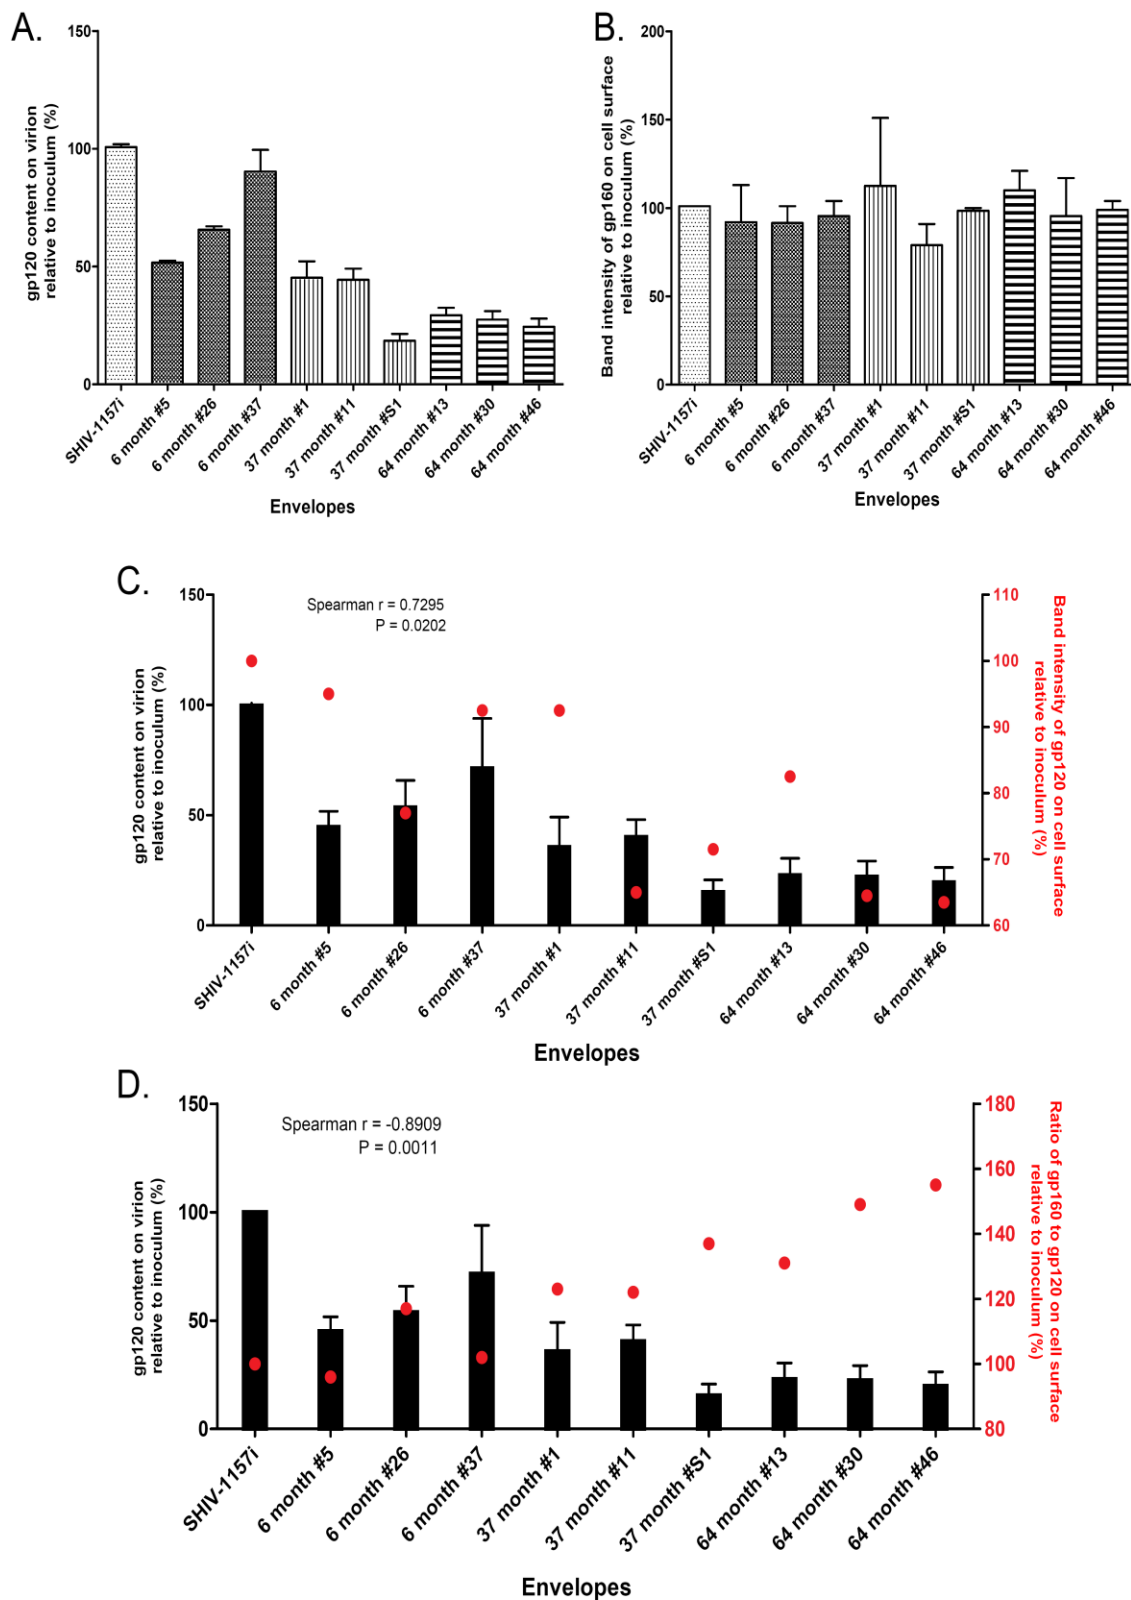 A.
gp120 content on virion
relative to inoculum (%)
150
100
50
0
SHIV-1157i
6 month #5
6 month #26
6 month #37
37 month #1
37 month #11
37 month #S1
64 month #13
64 month #30
64 month #46
Envelopes
B.
Band intensity of gp160 on cell surface
relative to inoculum (%)
200
150
100
50
0
SHIV-1157i
6 month #5
6 month #26
6 month #37
37 month #1
37 month #11
37 month #S1
64 month #13
64 month #30
64 month #46
Envelopes
C.
gp120 content on virion
relative to inoculum (%)
150
100
50
0
Spearman r = 0.7295
P = 0.0202
110
100
90
80
70
60
Band intensity of gp120 on cell surface
relative to inoculum (%)
SHIV-1157i
6 month #5
6 month #26
6 month #37
37 month #1
37 month #11
37 month #S1
64 month #13
64 month #30
64 month #46
Envelopes
D.
gp120 content on virion
relative to inoculum (%)
150
100
50
0
Spearman r = -0.8909
P = 0.0011
180
160
140
120
100
80
Ratio of gp160 to gp120 on cell surface
relative to inoculum (%)
SHIV-1157i
6 month #5
6 month #26
6 month #37
37 month #1
37 month #11
37 month #S1
64 month #13
64 month #30
64 month #46
Envelopes